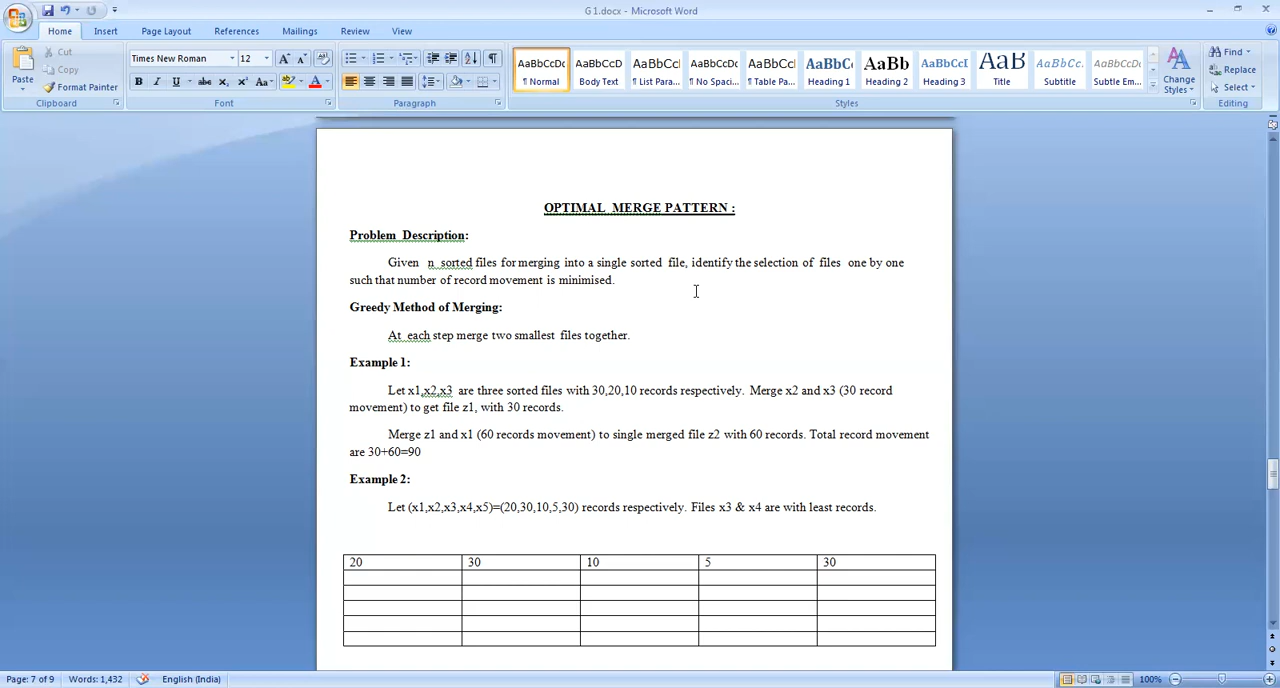 G 1.docx - Microsoft Word
Home Insert Page Layout References Mailings Review View
Paste Cut Copy Format Painter Clipboard
Times New Roman 12 Font
Paragraph
AaBbCcDc ¶ Normal AaBbCcDc Body Text AaBbCcI ¶ List Para... AaBbCcDc ¶ No Spaci... AaBbCcI ¶ Table Pa... AaBbC Heading 1 AaBb Heading 2 AaBbCcI Heading 3 AaB Title AaBbCc. Subtitle AaBbCcDc Subtle Em...
Styles
Change Styles
Find Replace Select Editing
OPTIMAL MERGE PATTERN :
Problem Description:
Given n sorted files for merging into a single sorted file, identify the selection of files one by one
such that number of record movement is minimised.
Greedy Method of Merging:
At each step merge two smallest files together.
Example 1:
Let x1,x2,x3 are three sorted files with 30,20,10 records respectively. Merge x2 and x3 (30 record
movement) to get file z1, with 30 records.
Merge z1 and x1 (60 records movement) to single merged file z2 with 60 records. Total record movement
are 30+60=90
Example 2:
Let (x1,x2,x3,x4,x5)=(20,30,10,5,30) records respectively. Files x3 & x4 are with least records.
20 30 10 5 30
Page: 7 of 9 Words: 1,432 English (India) 100%